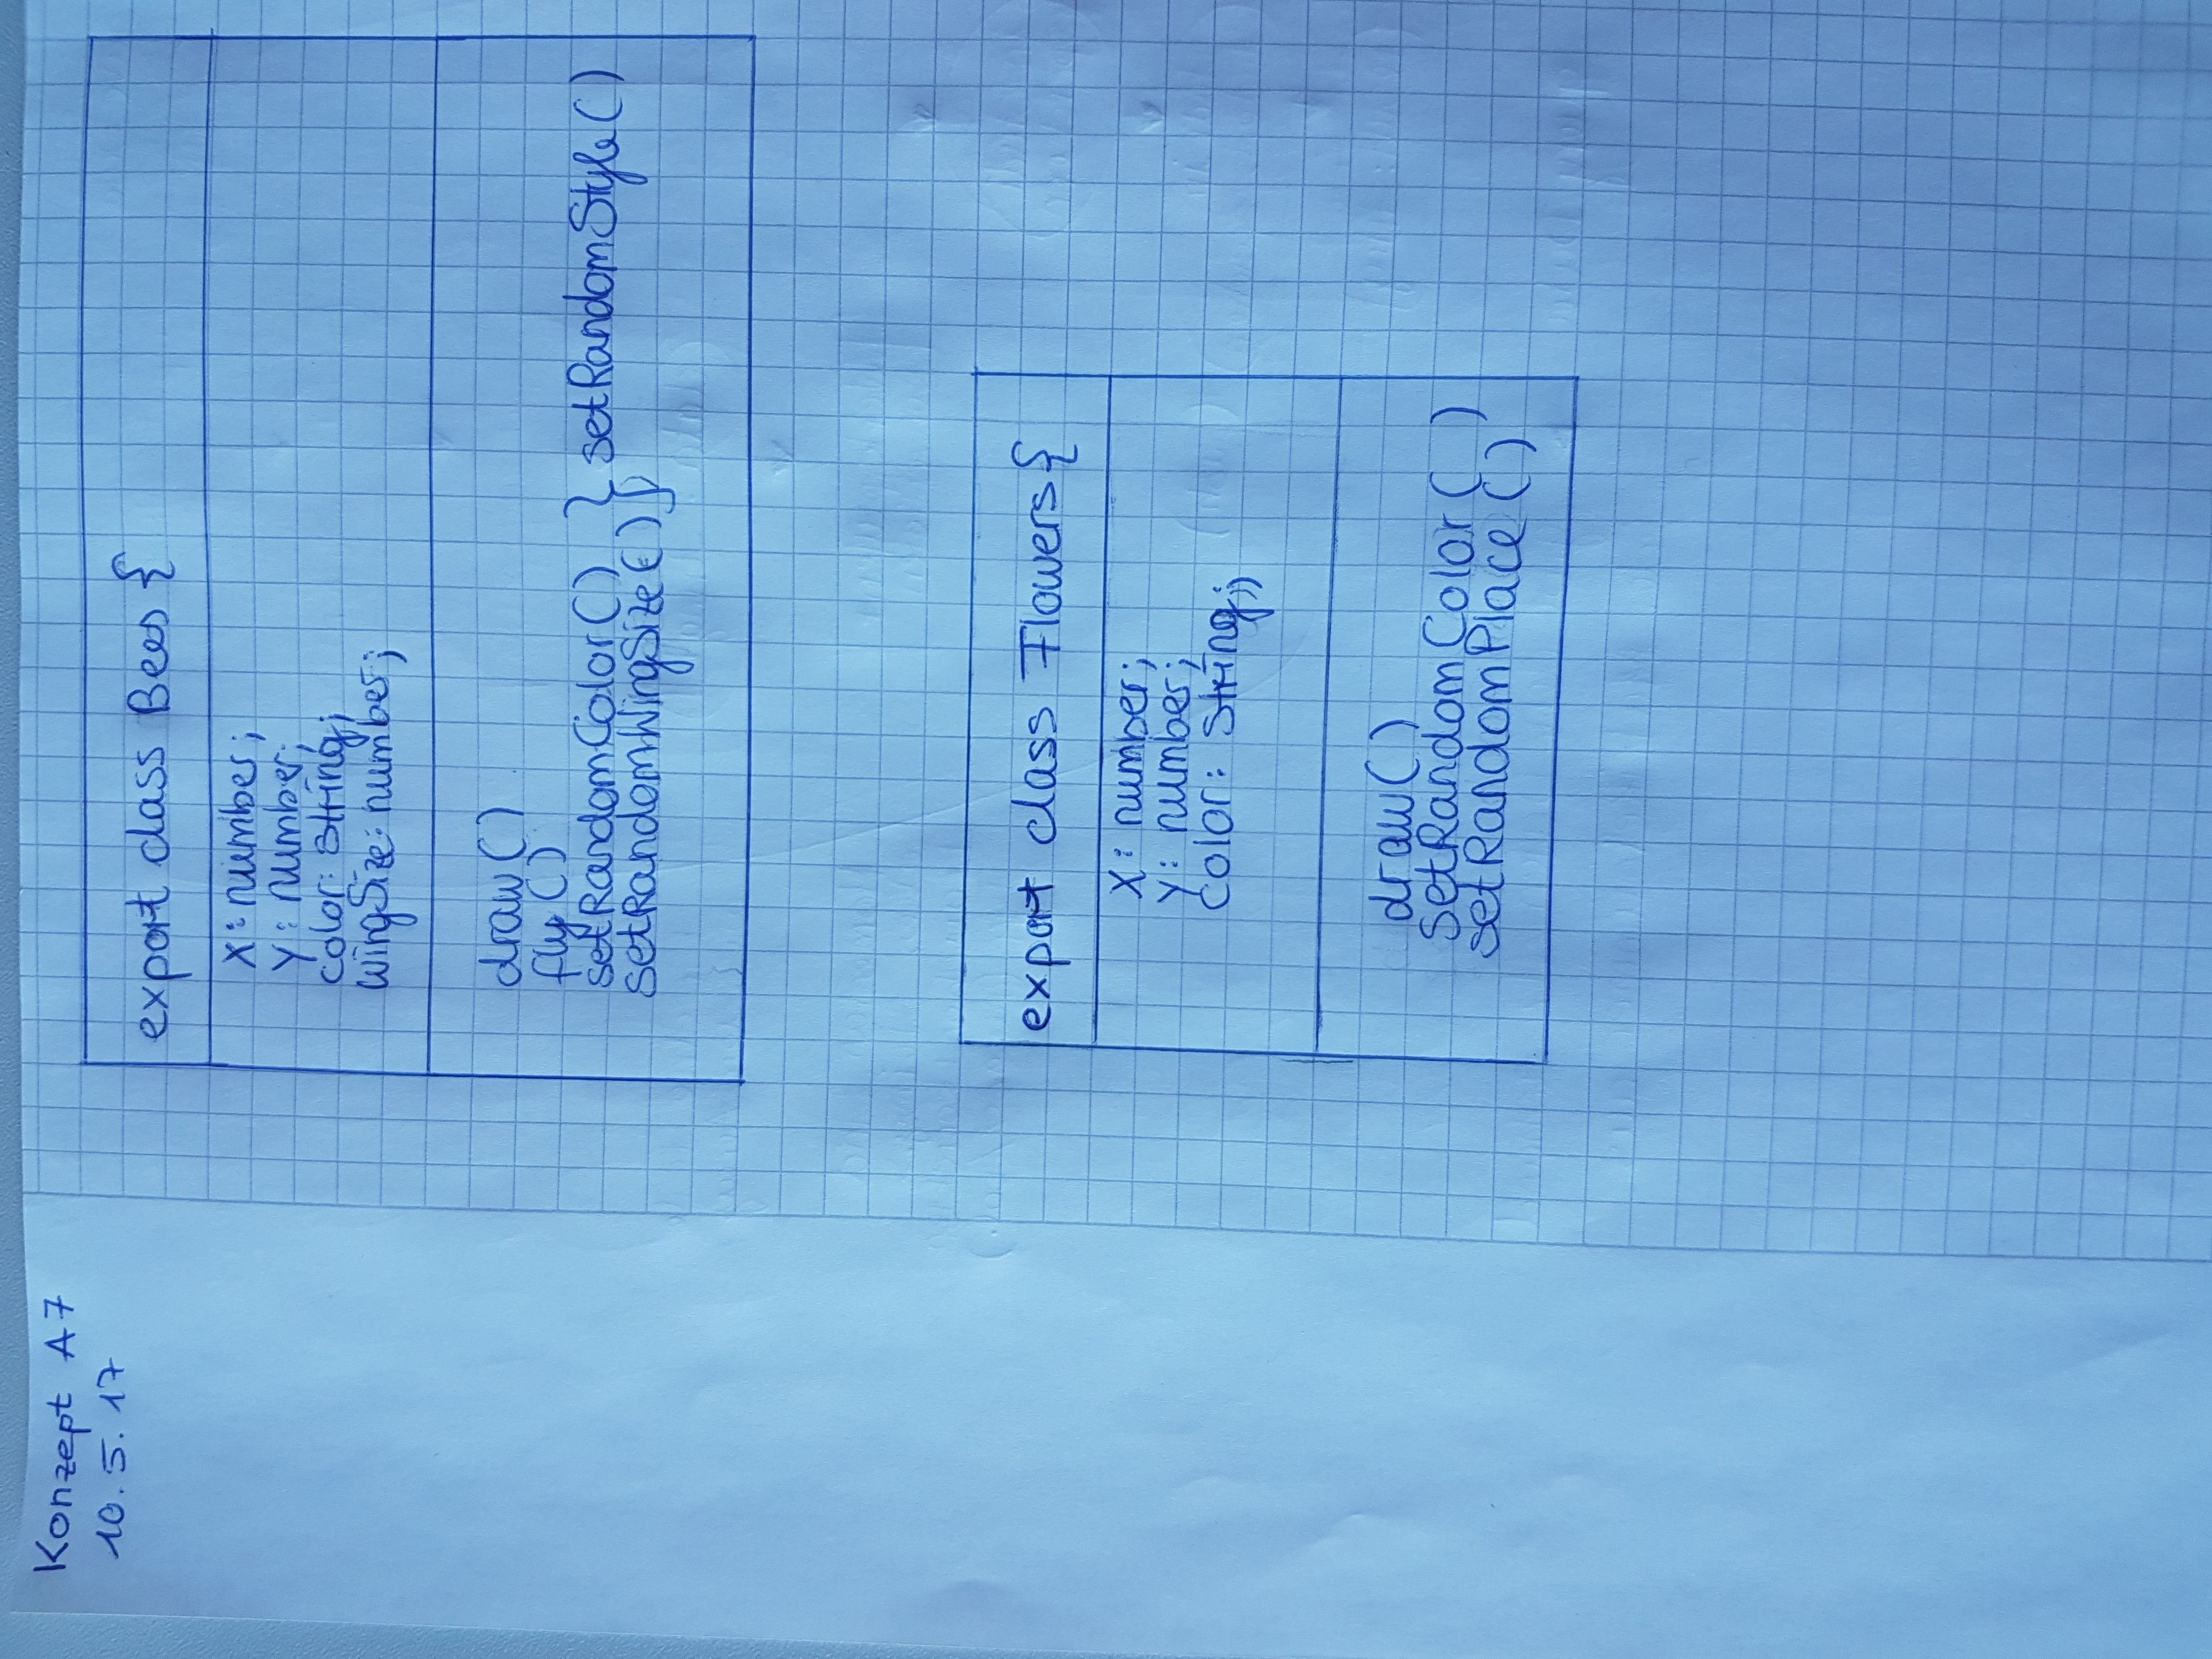 Konzept A7
10.5.17
export class Bees {
x: number;
y: number;
color: string;
wingSize: number;
draw()
fly()
setRandomColor() } setRandomStyle()
setRandomWingSize() }
export class Flowers {
x: number;
y: number;
color: string;
draw()
setRandomColor( )
setRandomPlace()